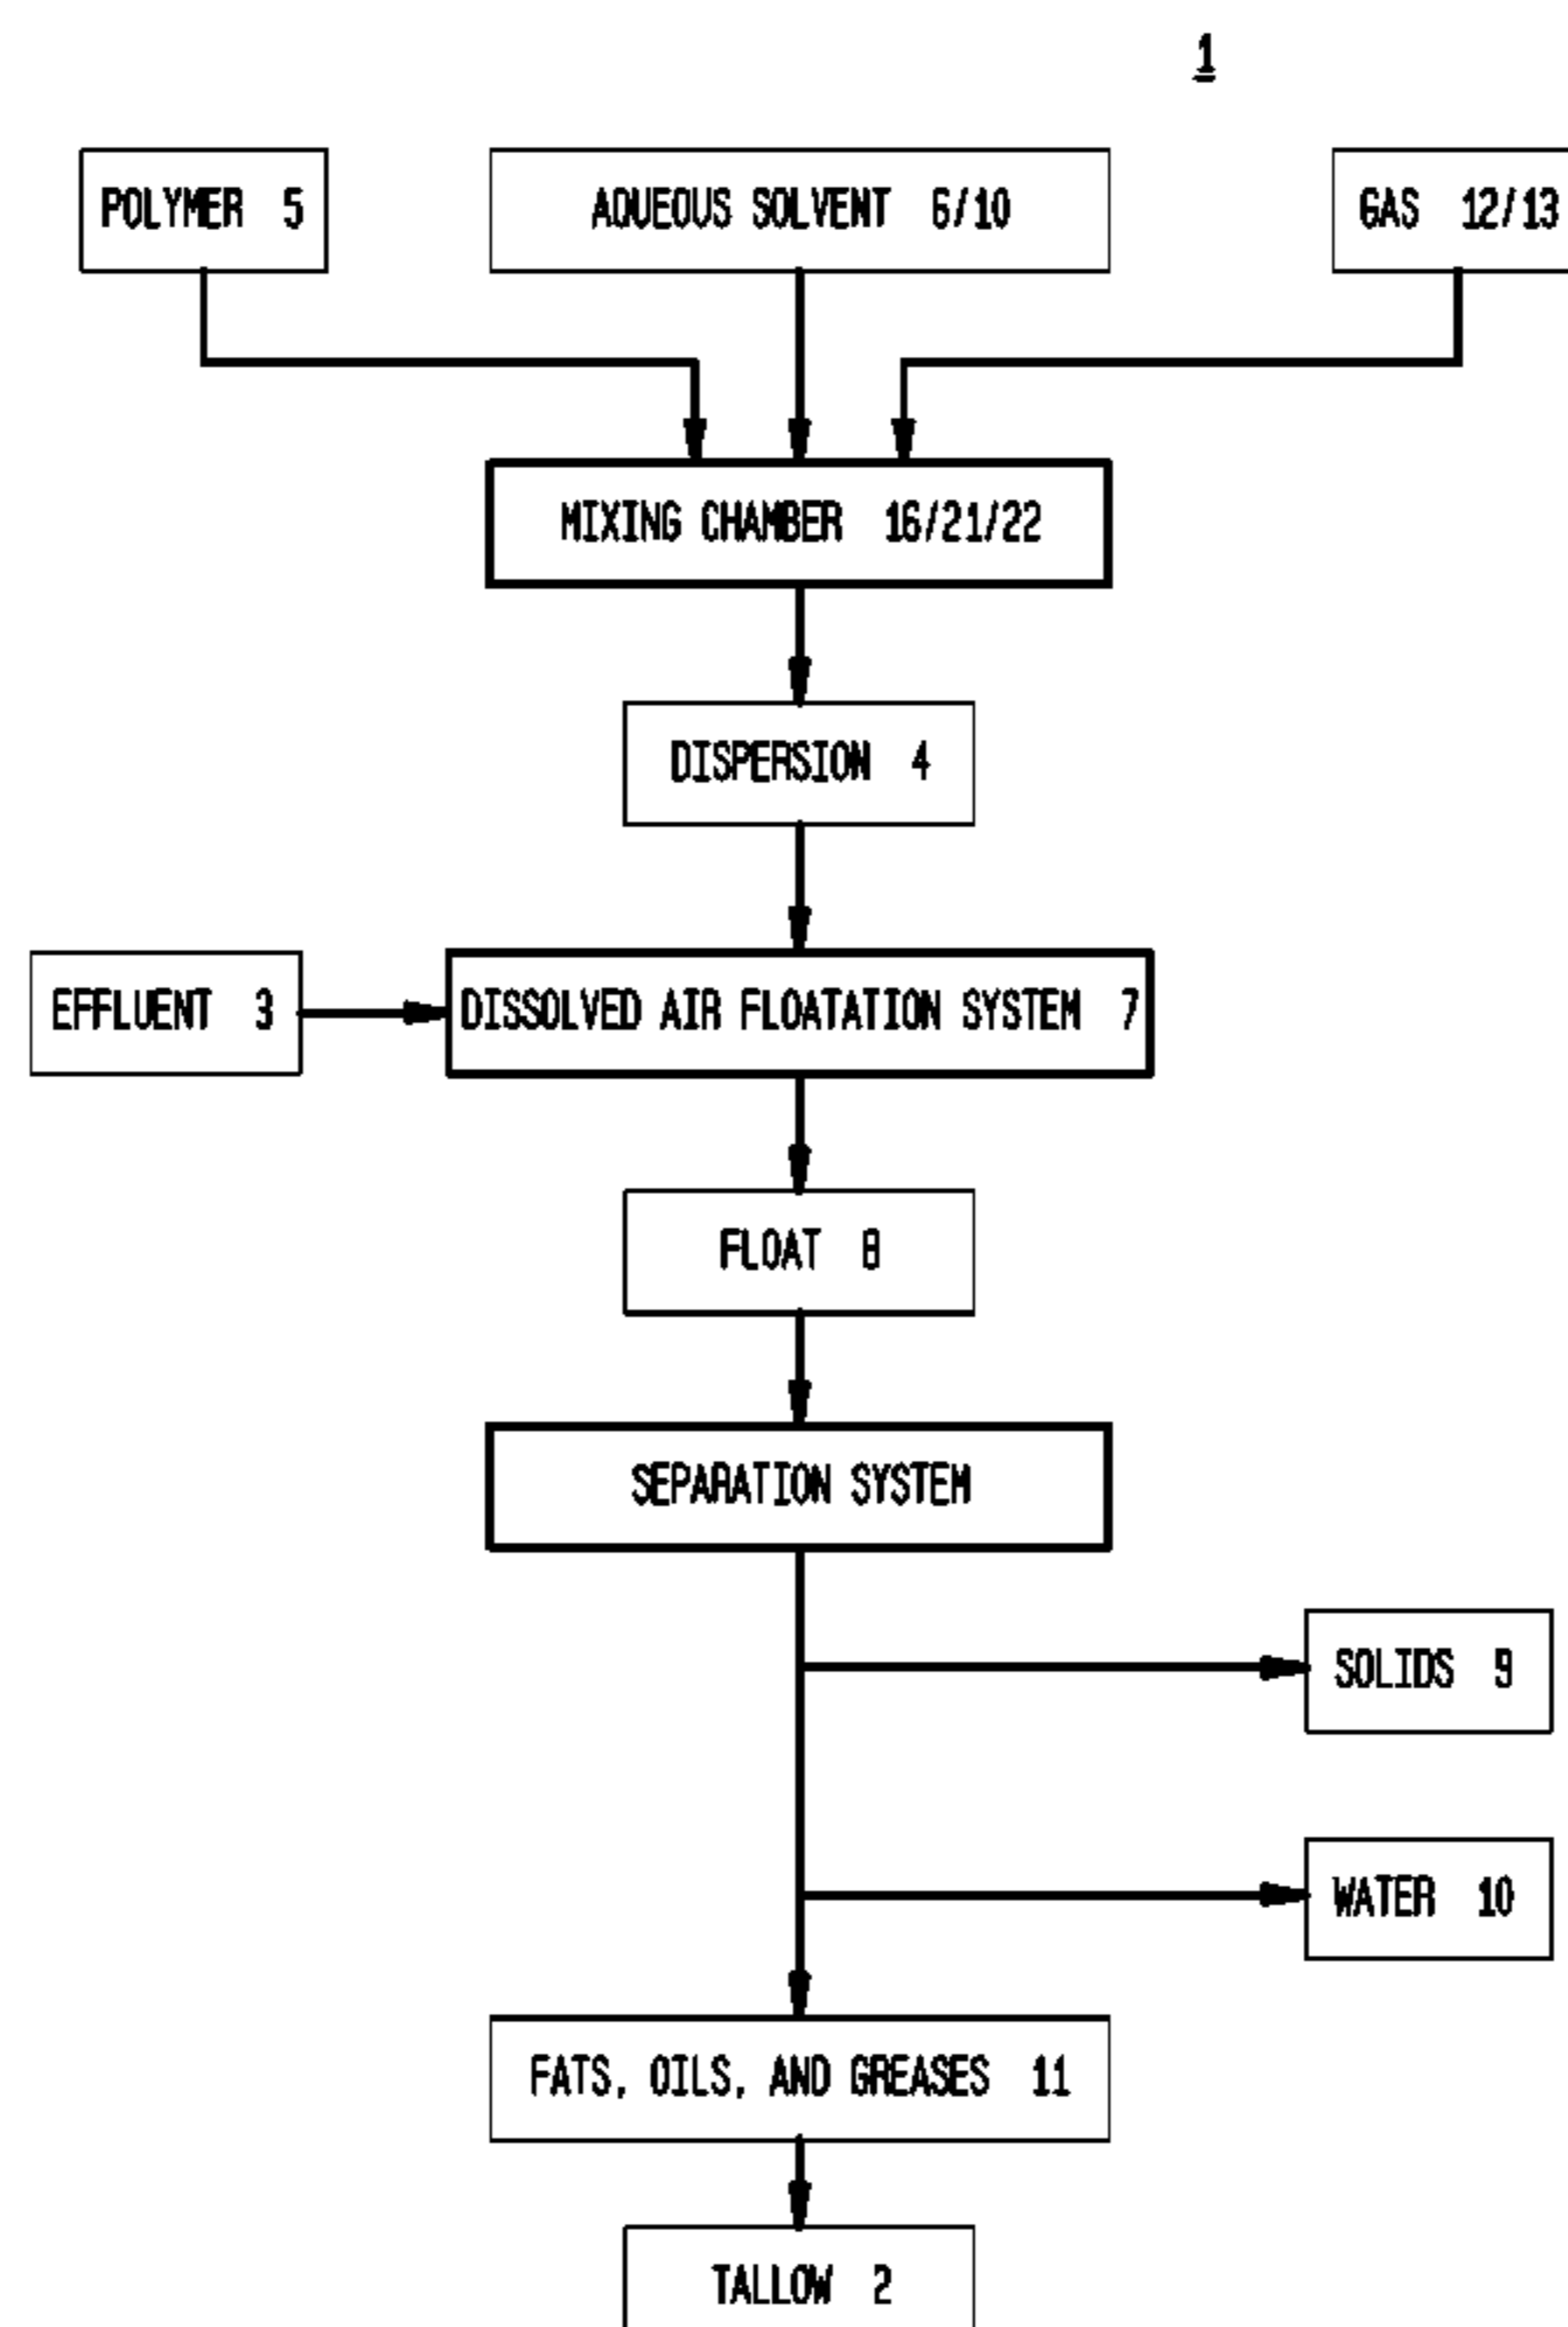 1
POLYMER 5
AQUEOUS SOLVENT 6/10
GAS 12/13
MIXING CHAMBER 16/21/22
DISPERSION 4
EFFLUENT 3
DISSOLVED AIR FLOATATION SYSTEM 7
FLOAT 8
SEPARATION SYSTEM
SOLIDS 9
WATER 10
FATS, OILS, AND GREASES 11
TALLOW 2